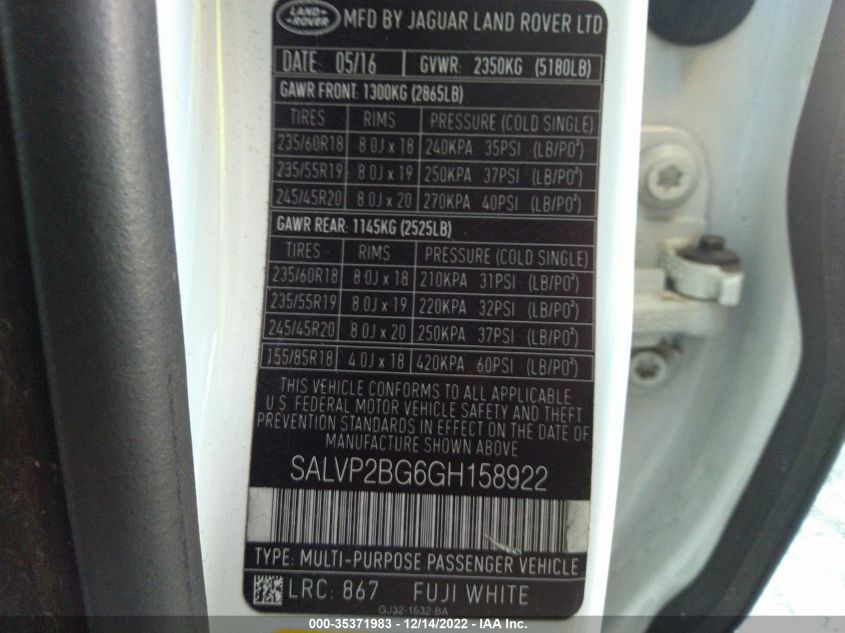 LAND ROVER MFD BY JAGUAR LAND ROVER LTD
DATE 05/16 GVWR: 2350KG (5180LB)
GAWR FRONT: 1300KG (2865LB)
TIRES RIMS PRESSURE (COLD SINGLE)
235/60R18 8.0J x 18 240KPA 35PSI (LB/PO²)
235/55R19 8.0J x 19 250KPA 37PSI (LB/PO²)
245/45R20 8.0J x 20 270KPA 40PSI (LB/PO²)
GAWR REAR: 1145KG (2525LB)
TIRES RIMS PRESSURE (COLD SINGLE)
235/60R18 8.0J x 18 210KPA 31PSI (LB/PO²)
235/55R19 8.0J x 19 220KPA 32PSI (LB/PO²)
245/45R20 8.0J x 20 250KPA 37PSI (LB/PO²)
155/85R18 4.0J x 18 420KPA 60PSI (LB/PO²)
THIS VEHICLE CONFORMS TO ALL APPLICABLE
U.S. FEDERAL MOTOR VEHICLE SAFETY AND THEFT
PREVENTION STANDARDS IN EFFECT ON THE DATE OF
MANUFACTURE SHOWN ABOVE
SALVP2BG6GH158922
TYPE: MULTI-PURPOSE PASSENGER VEHICLE
LRC: 867 FUJI WHITE
GJ32-1532-BA
000-35371983 - 12/14/2022 - IAA Inc.